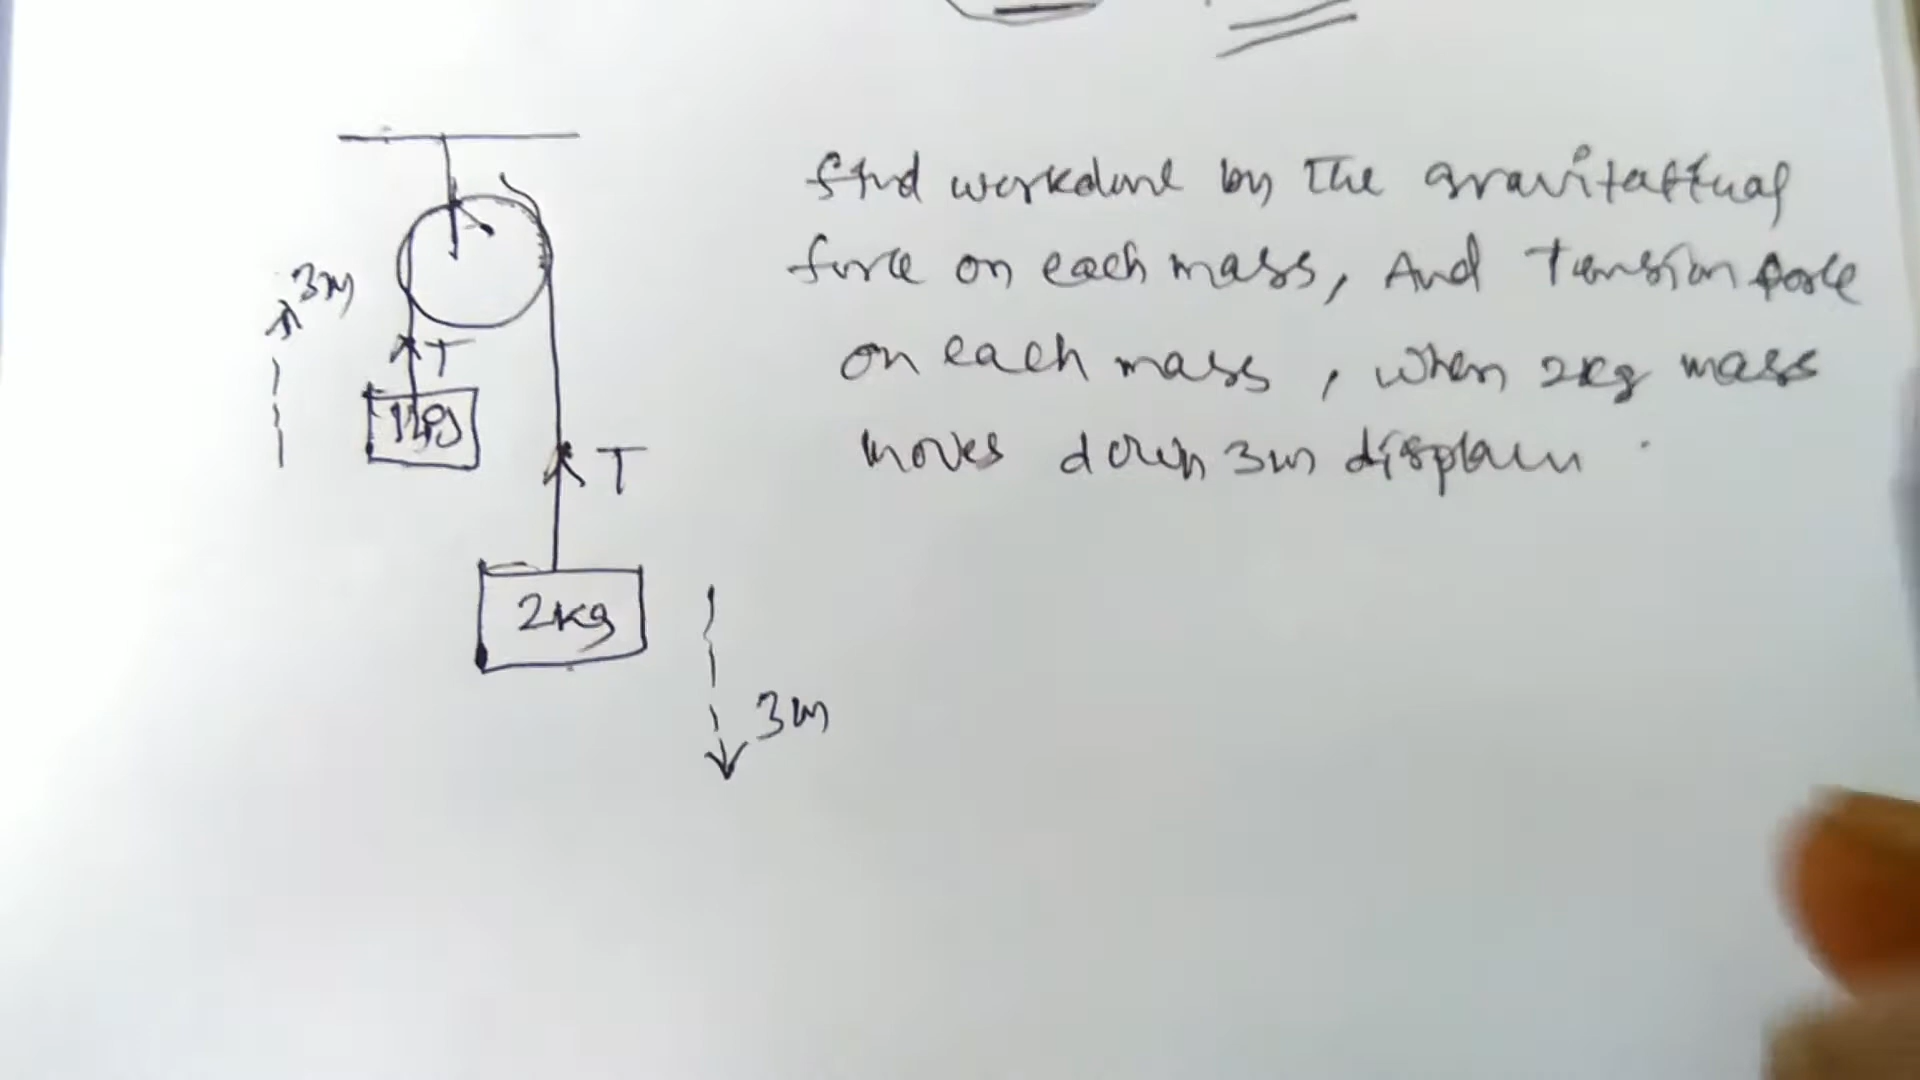 find workdone by the gravitational
force on each mass, And Tension force
on each mass, when 2kg mass
moves down 3m displacem
3m
T
1kg
T
2kg
3m